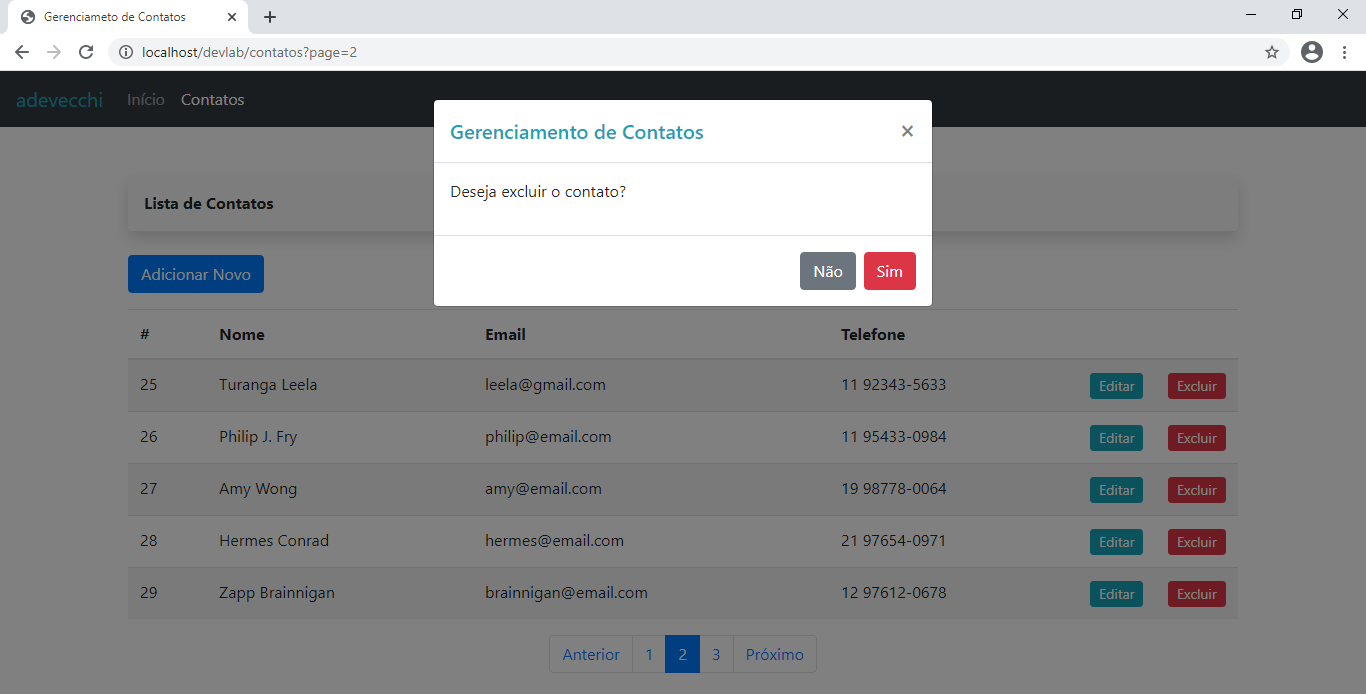 Gerenciameto de Contatos
localhost/devlab/contatos?page=2
adevecchi Início Contatos
Gerenciamento de Contatos ×
Deseja excluir o contato?
Não Sim
Lista de Contatos
Adicionar Novo
# Nome Email Telefone
25 Turanga Leela leela@gmail.com 11 92343-5633 Editar Excluir
26 Philip J. Fry philip@email.com 11 95433-0984 Editar Excluir
27 Amy Wong amy@email.com 19 98778-0064 Editar Excluir
28 Hermes Conrad hermes@email.com 21 97654-0971 Editar Excluir
29 Zapp Brainnigan brainnigan@email.com 12 97612-0678 Editar Excluir
Anterior 1 2 3 Próximo